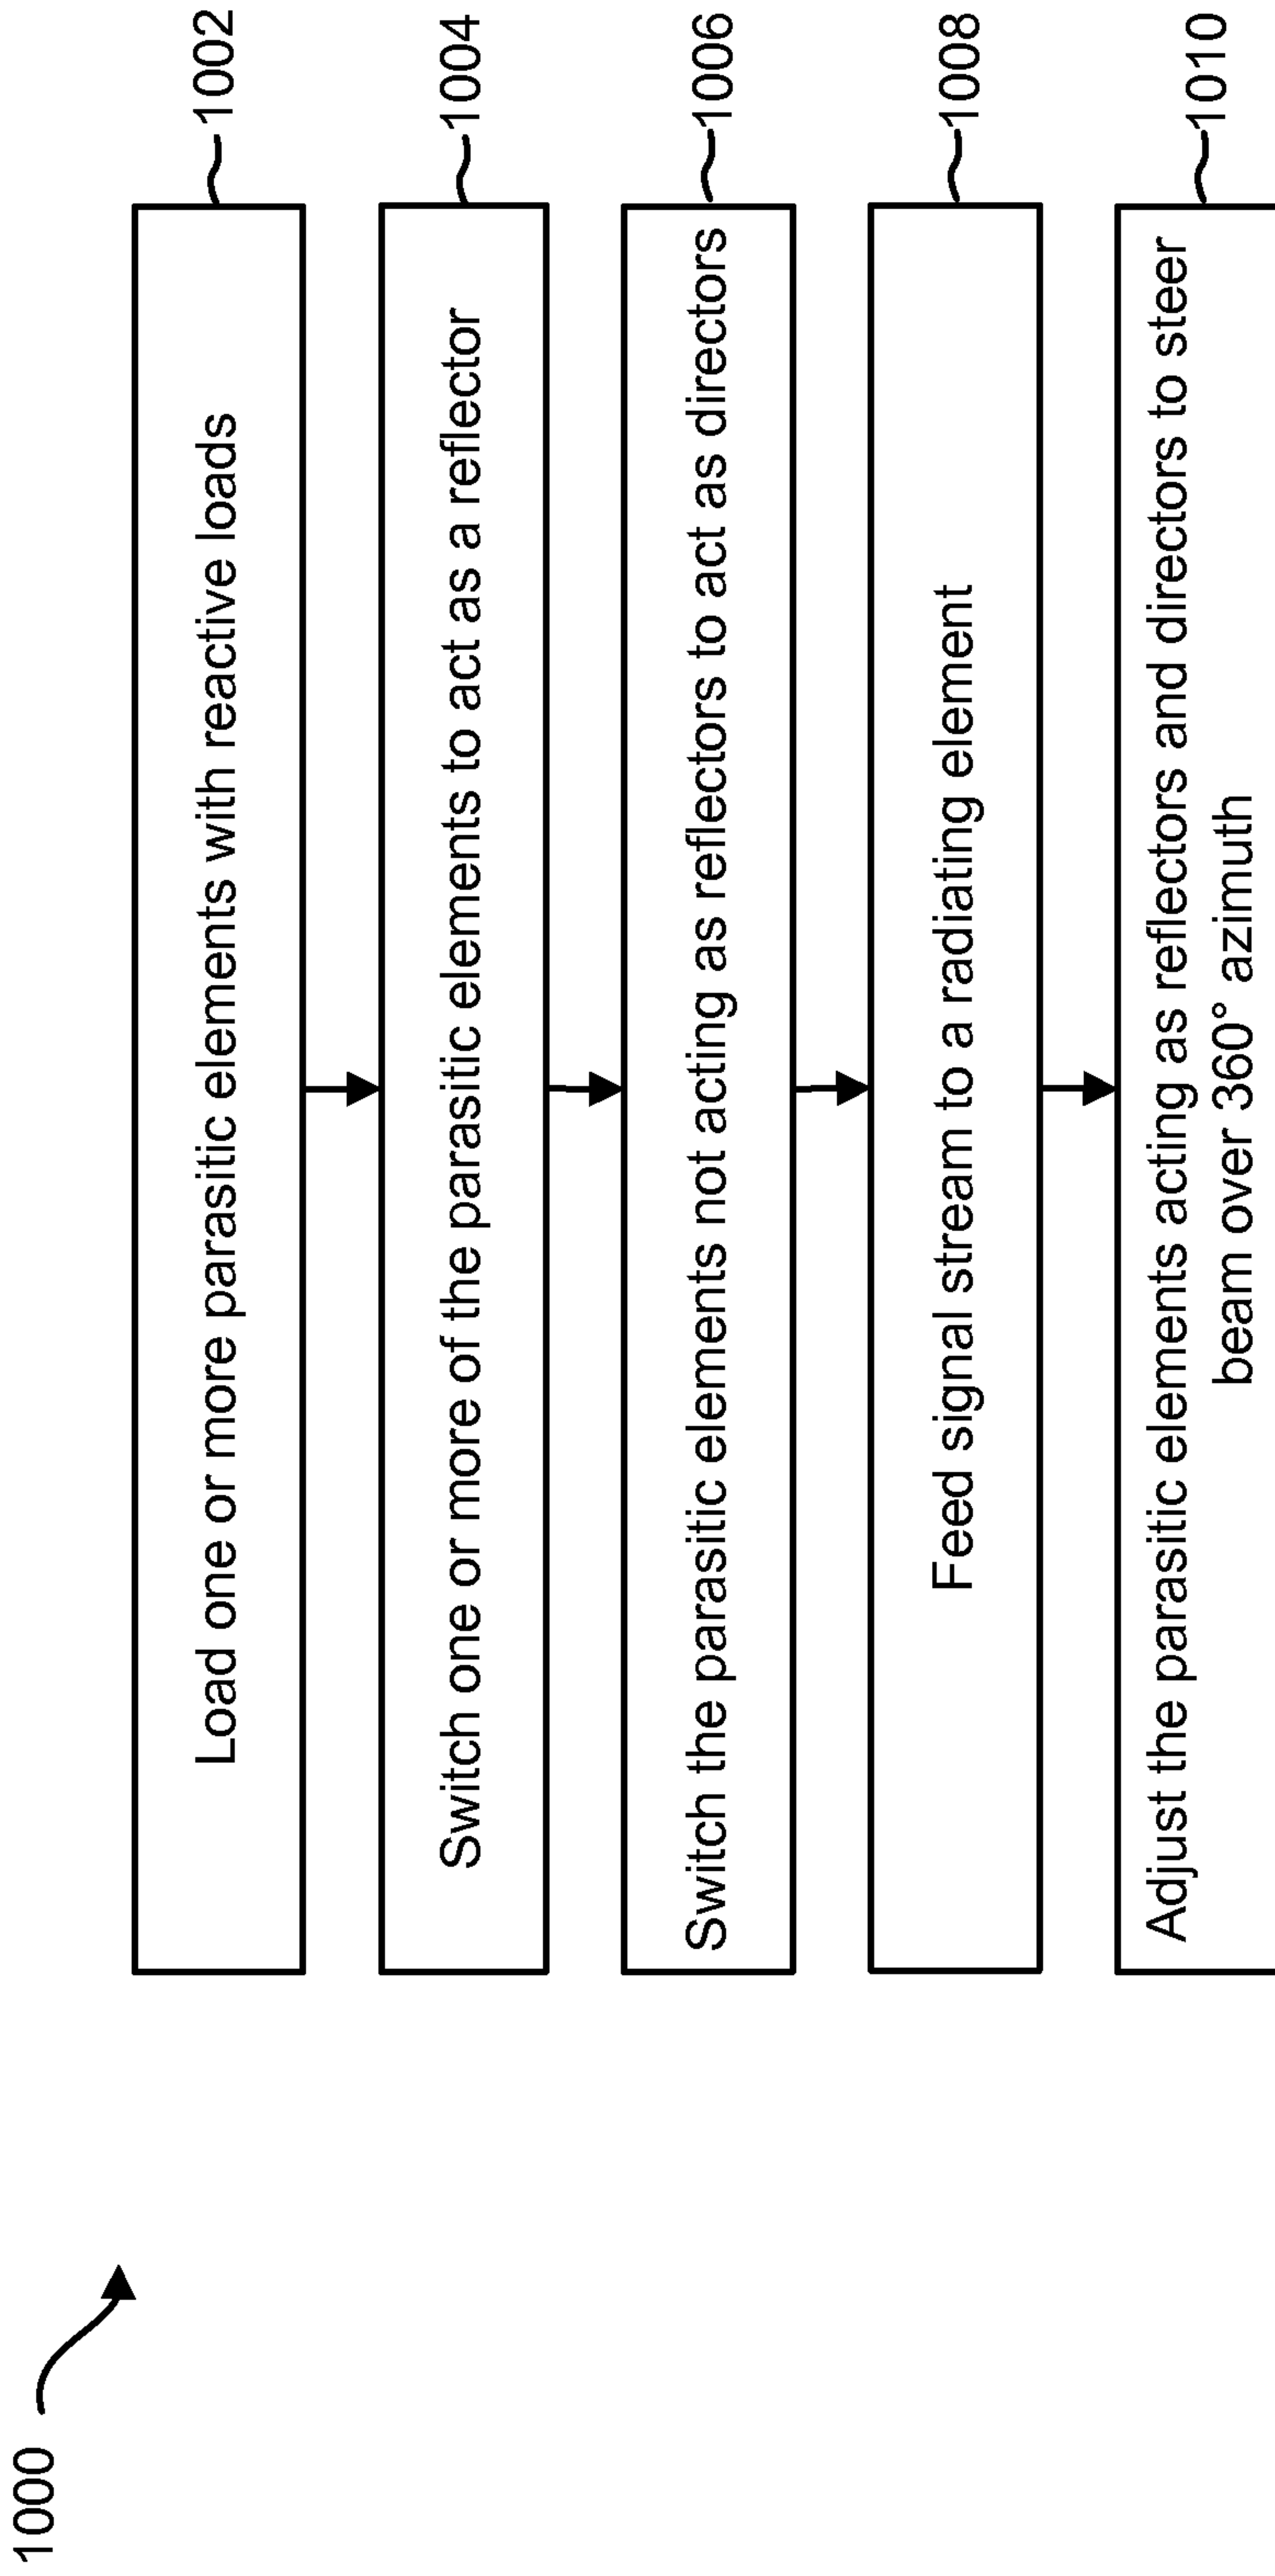 1000
Load one or more parasitic elements with reactive loads
1002
Switch one or more of the parasitic elements to act as a reflector
1004
Switch the parasitic elements not acting as reflectors to act as directors
1006
Feed signal stream to a radiating element
1008
Adjust the parasitic elements acting as reflectors and directors to steer
beam over 360° azimuth
1010